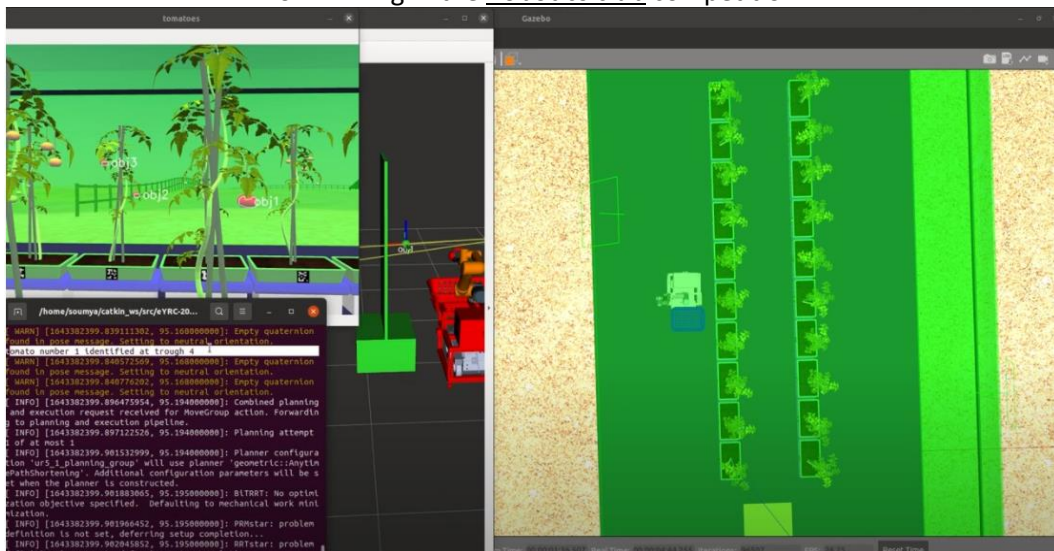 tomatoes
Gazebo
obj3
obj2
obj1
obj1
/home/soumya/catkin_ws/src/eYRC-20...
[ WARN] [1643382399.839111302, 95.168000000]: Empty quaternion
found in pose message. Setting to neutral orientation.
tomato number 1 identified at trough 4
[ WARN] [1643382399.840572569, 95.168000000]: Empty quaternion
found in pose message. Setting to neutral orientation.
[ WARN] [1643382399.840776202, 95.168000000]: Empty quaternion
found in pose message. Setting to neutral orientation.
[ INFO] [1643382399.896475954, 95.194000000]: Combined planning
and execution request received for MoveGroup action. Forwardin
g to planning and execution pipeline.
[ INFO] [1643382399.897122526, 95.194000000]: Planning attempt
1 of at most 1
[ INFO] [1643382399.901532999, 95.194000000]: Planner configura
tion 'ur5_1_planning_group' will use planner 'geometric::Anytim
ePathShortening'. Additional configuration parameters will be s
et when the planner is constructed.
[ INFO] [1643382399.901883065, 95.195000000]: BiTRRT: No optimi
zation objective specified. Defaulting to mechanical work mini
mization.
[ INFO] [1643382399.901966452, 95.195000000]: PRMstar: problem
definition is not set, deferring setup completion...
[ INFO] [1643382399.902045852, 95.195000000]: RRTstar: problem
Reset Time